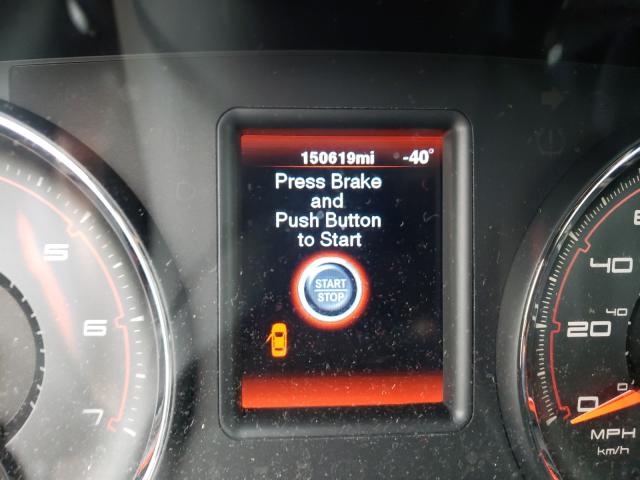 150619mi -40°
Press Brake
and
Push Button
to Start
START
STOP
5
6
7
40
40
20
0
0
MPH
km/h